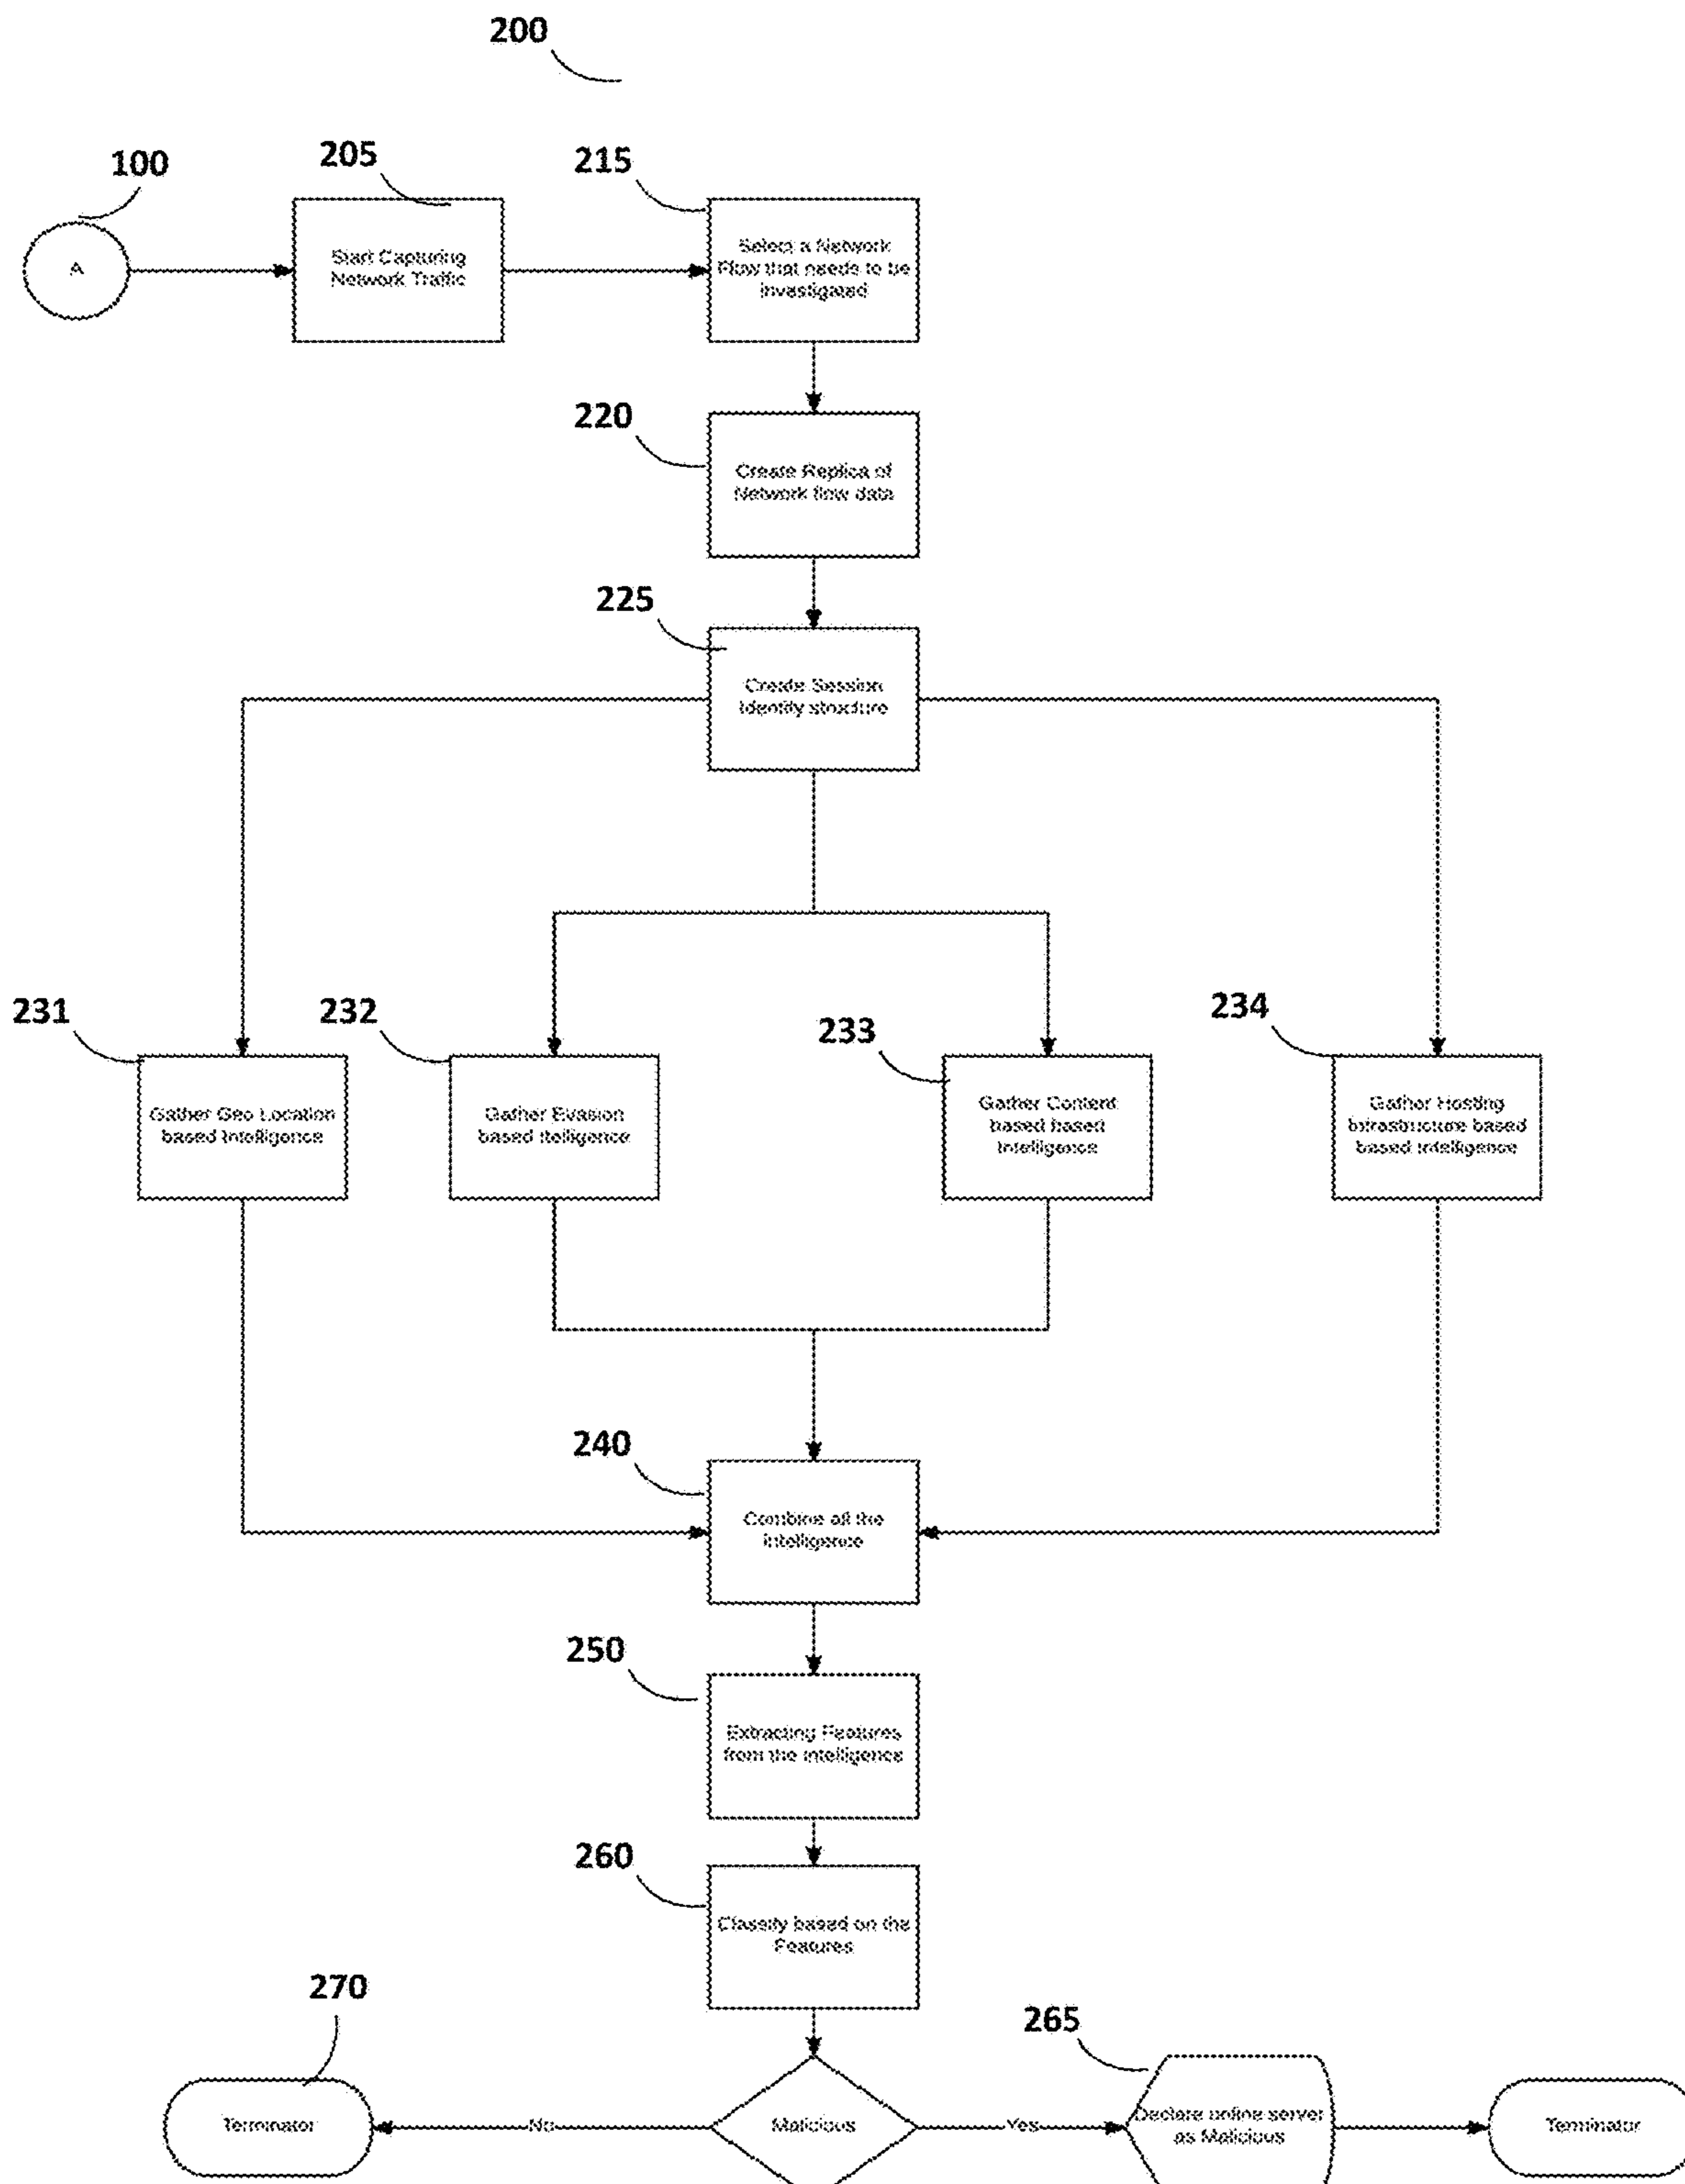 200
100
205
215
A
Start Capturing
Network Traffic
Select a Network
Flow that needs to be
investigated
220
Create Replica of
Network flow data
225
Create Session
Identity structure
231
232
233
234
Gather Geo Location
based Intelligence
Gather Evasion
based itelligence
Gather Content
based based
Intelligence
Gather Hosting
Infrastructure based
based Intelligence
240
Combine all the
intelligence
250
Extracting Features
from the intelligence
260
Classify based on the
Features
270
265
Terminator
No
Malicious
Yes
Declare online server
as Malicious
Terminator